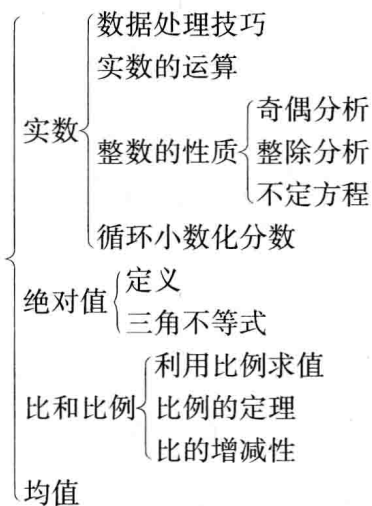 数据处理技巧
实数的运算
实数
奇偶分析
整数的性质
整除分析
不定方程
循环小数化分数
定义
绝对值
三角不等式
利用比例求值
比和比例
比例的定理
比的增减性
均值